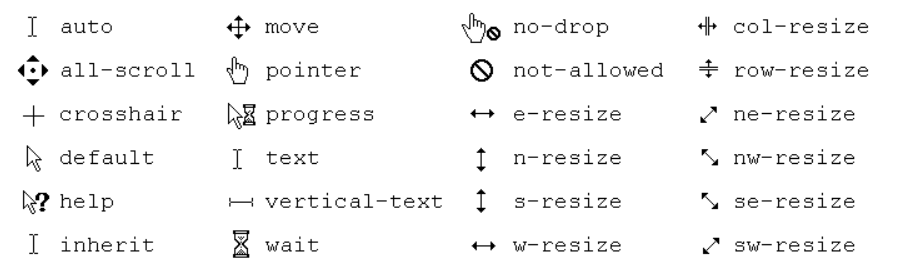 auto move no-drop col-resize
all-scroll pointer not-allowed row-resize
crosshair progress e-resize ne-resize
default text n-resize nw-resize
help vertical-text s-resize se-resize
inherit wait w-resize sw-resize